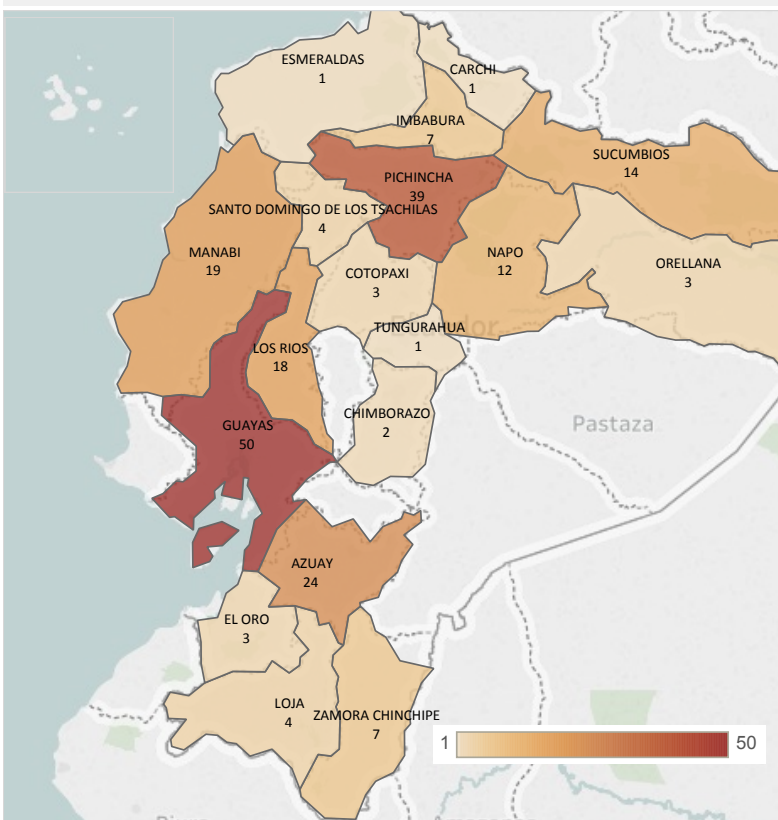 ESMERALDAS
1
CARCHI
1
IMBABURA
7
SUCUMBIOS
14
PICHINCHA
39
SANTO DOMINGO DE LOS TSACHILAS
4
MANABI
19
NAPO
12
COTOPAXI
3
ORELLANA
3
TUNGURAHUA
1
LOS RIOS
18
CHIMBORAZO
2
Pastaza
GUAYAS
50
AZUAY
24
EL ORO
3
LOJA
4
ZAMORA CHINCHIPE
7
1
50